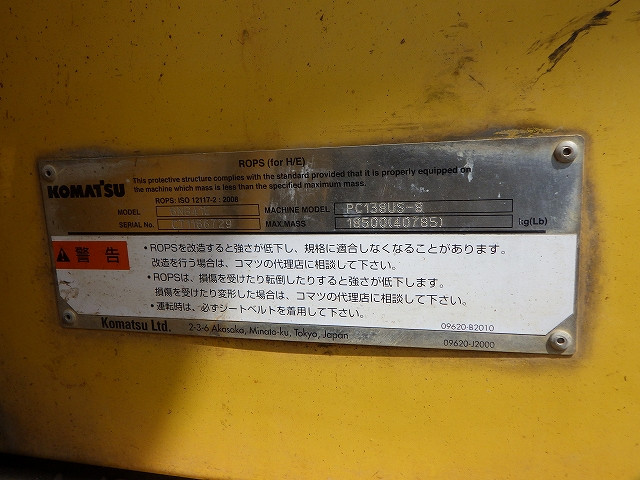 ROPS (for H/E)
KOMATSU
This protective structure complies with the standard provided that it is properly equipped on
the machine which mass is less than the specified maximum mass.
ROPS: ISO 12117-2 : 2008
MODEL MACHINE MODEL PC138US-8
SERIAL No. MAX.MASS 18500(40785) kg(Lb)
警告
・ROPSを改造すると強さが低下し、規格に適合しなくなることがあります。
改造を行う場合は、コマツの代理店に相談して下さい。
・ROPSは、損傷を受けたり転倒したりすると強さが低下します。
損傷を受けたり変形した場合は、コマツの代理店に相談して下さい。
・運転時は、必ずシートベルトを着用して下さい。
Komatsu Ltd. 2-3-6 Akasaka, Minato-ku, Tokyo, Japan
09620-B2010
09620-J2000